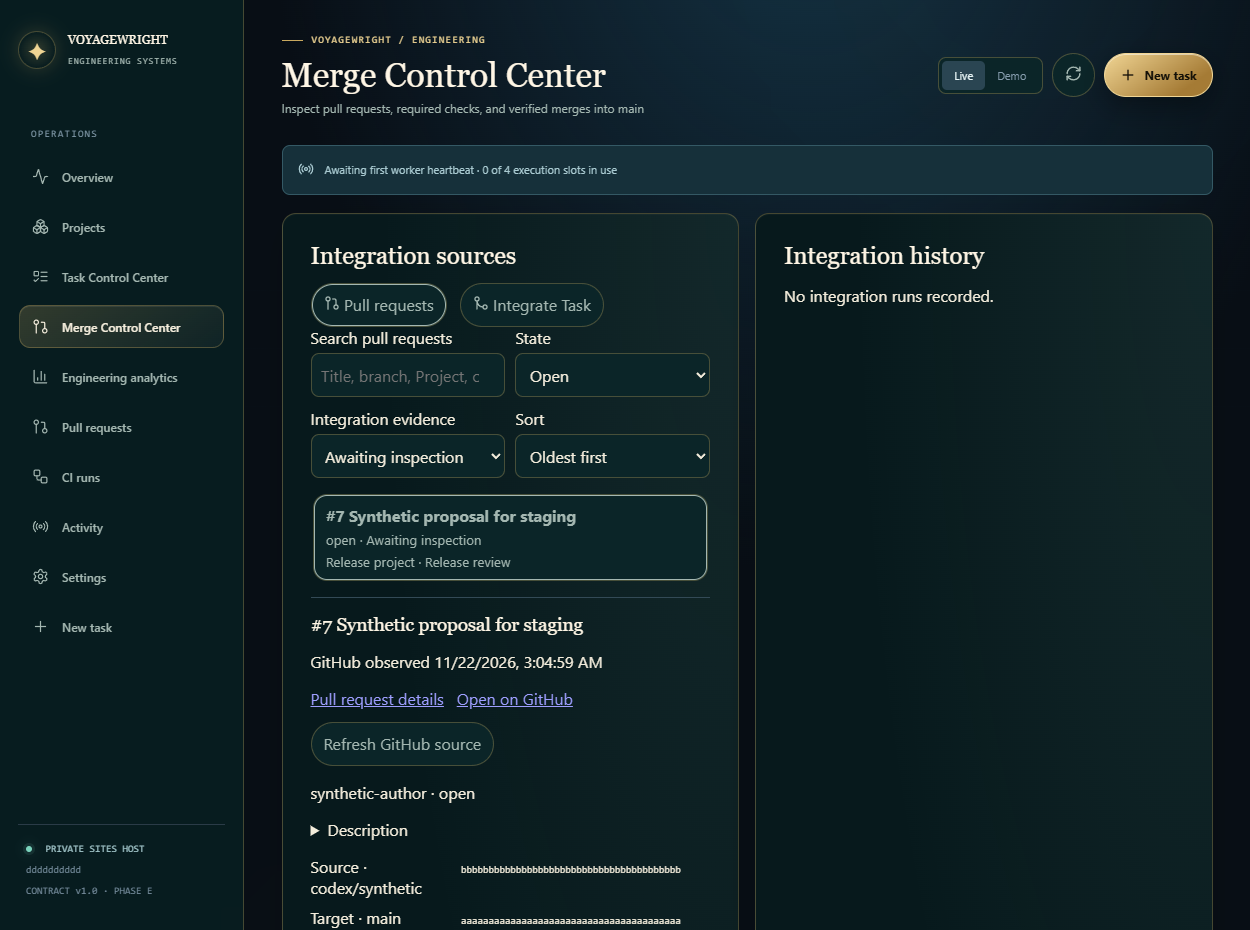 VOYAGEWRIGHT
ENGINEERING SYSTEMS
OPERATIONS
Overview
Projects
Task Control Center
Merge Control Center
Engineering analytics
Pull requests
CI runs
Activity
Settings
New task
PRIVATE SITES HOST
dddddddddd
CONTRACT v1.0 · PHASE E
VOYAGEWRIGHT / ENGINEERING
Merge Control Center
Inspect pull requests, required checks, and verified merges into main
Live Demo
New task
Awaiting first worker heartbeat · 0 of 4 execution slots in use
Integration sources
Pull requests Integrate Task
Search pull requests State
Title, branch, Project, c Open
Integration evidence Sort
Awaiting inspection Oldest first
#7 Synthetic proposal for staging
open · Awaiting inspection
Release project · Release review
#7 Synthetic proposal for staging
GitHub observed 11/22/2026, 3:04:59 AM
Pull request details Open on GitHub
Refresh GitHub source
synthetic-author · open
Description
Source · codex/synthetic bbbbbbbbbbbbbbbbbbbbbbbbbbbbbbbbbbbbbbbb
Target · main aaaaaaaaaaaaaaaaaaaaaaaaaaaaaaaaaaaaaaaa
Integration history
No integration runs recorded.